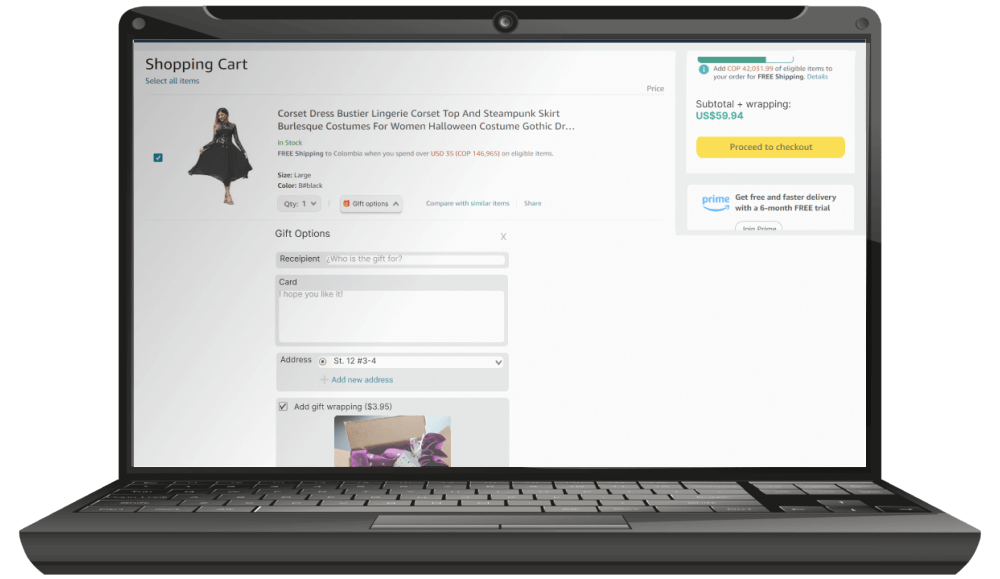 Shopping Cart
Select all items
Price
Corset Dress Bustier Lingerie Corset Top And Steampunk Skirt
Burlesque Costumes For Women Halloween Costume Gothic Dr...
In Stock
FREE Shipping to Colombia when you spend over USD 35 (COP 146,965) on eligible items.
Size: Large
Color: B#black
Qty: 1
Gift options
Compare with similar items
Share
Gift Options
X
Receipient ¿Who is the gift for?
Card
I hope you like it!
Address St. 12 #3-4
Add new address
Add gift wrapping ($3.95)
Add COP 42,031.99 of eligible items to
your order for FREE Shipping. Details
Subtotal + wrapping:
US$59.94
Proceed to checkout
prime
Get free and faster delivery
with a 6-month FREE trial
Join Prime